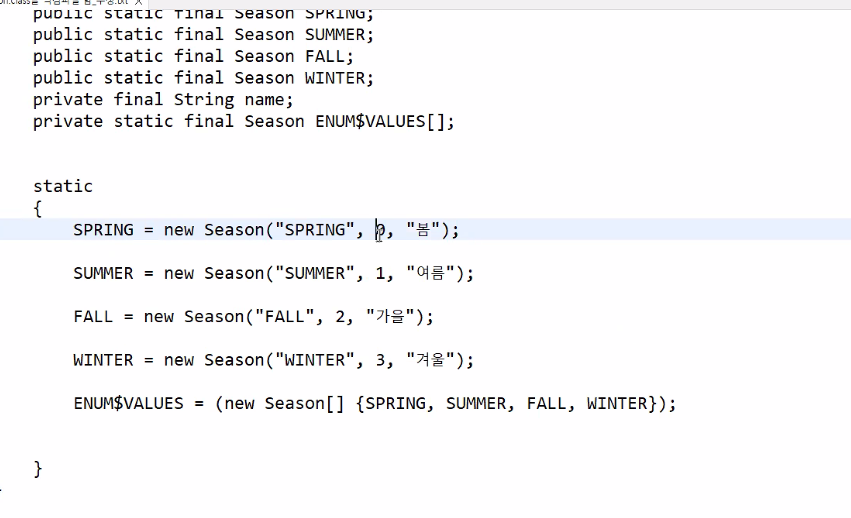 public static final Season SPRING;
public static final Season SUMMER;
public static final Season FALL;
public static final Season WINTER;
private final String name;
private static final Season ENUM$VALUES[];
static
{
SPRING = new Season("SPRING", 0, "봄");
SUMMER = new Season("SUMMER", 1, "여름");
FALL = new Season("FALL", 2, "가을");
WINTER = new Season("WINTER", 3, "겨울");
ENUM$VALUES = (new Season[] {SPRING, SUMMER, FALL, WINTER});
}